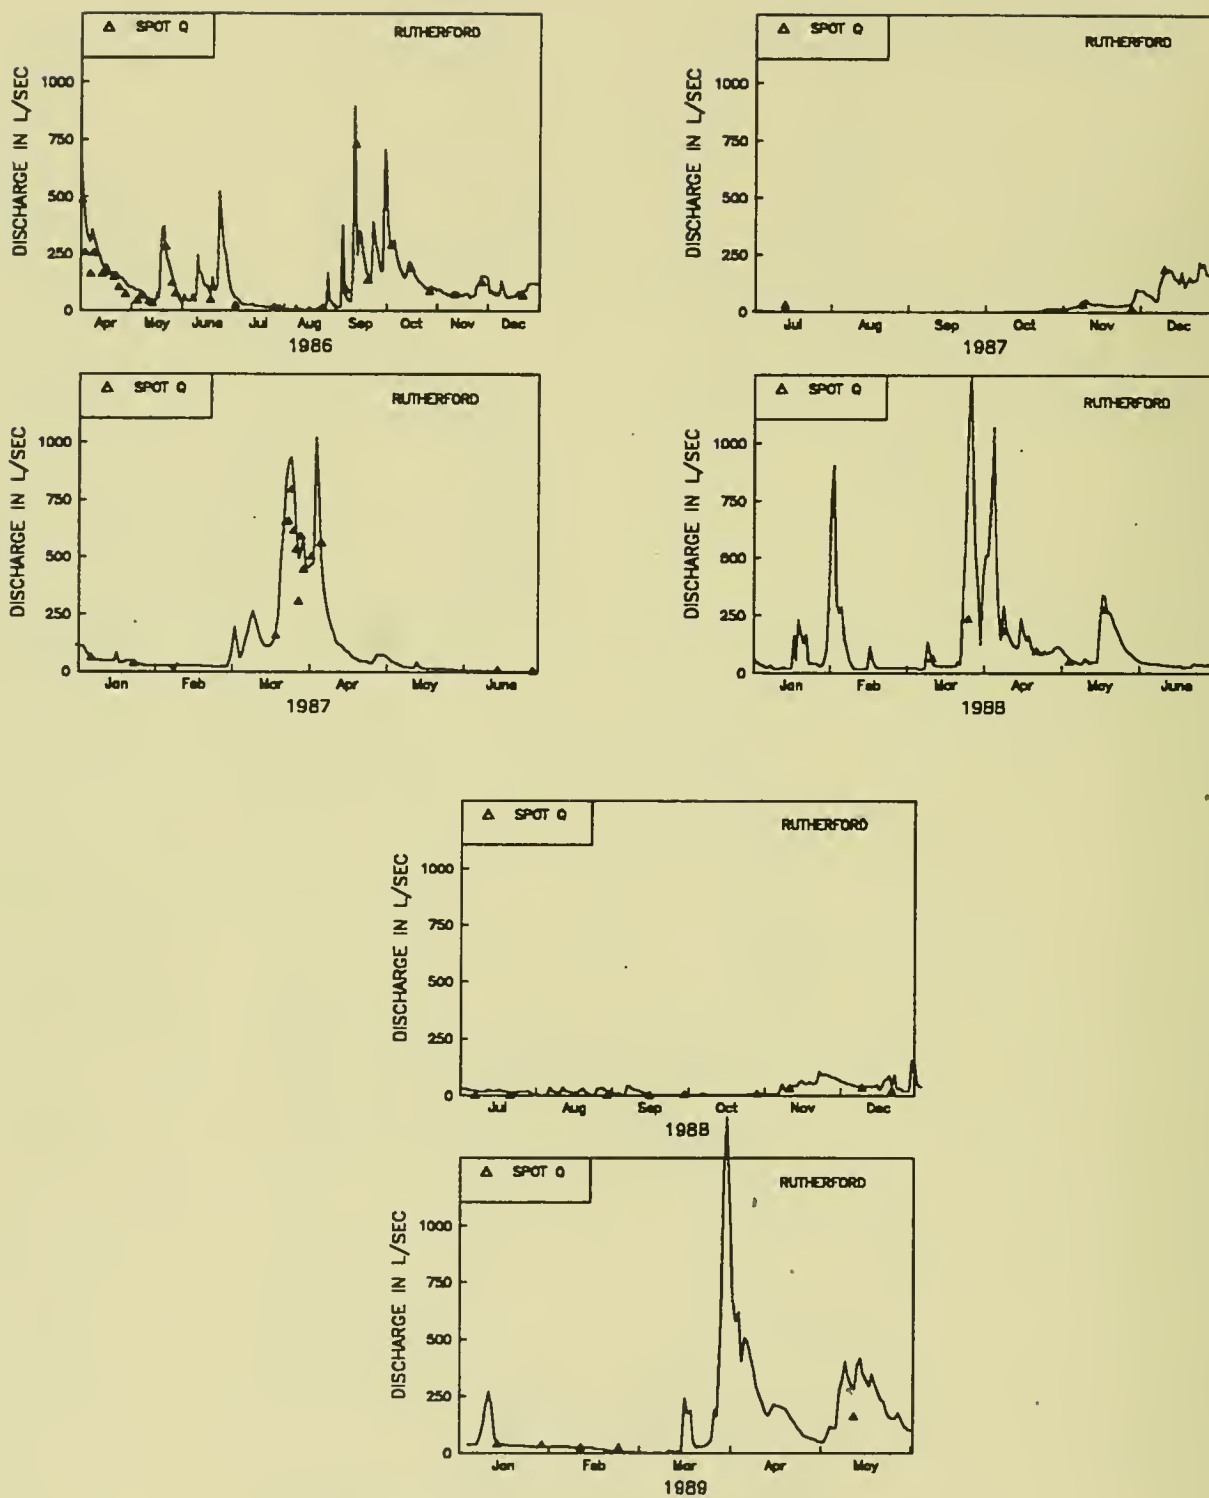 △ SPOT Q
RUTHERFORD
DISCHARGE IN L/SEC
1000
750
500
250
0
Apr May June Jul Aug Sep Oct Nov Dec
1986
△ SPOT Q
RUTHERFORD
DISCHARGE IN L/SEC
1000
750
500
250
0
Jul Aug Sep Oct Nov Dec
1987
△ SPOT Q
RUTHERFORD
DISCHARGE IN L/SEC
1000
750
500
250
0
Jan Feb Mar Apr May June
1987
△ SPOT Q
RUTHERFORD
DISCHARGE IN L/SEC
1000
750
500
250
0
Jan Feb Mar Apr May June
1988
△ SPOT Q
RUTHERFORD
DISCHARGE IN L/SEC
1000
750
500
250
0
Jul Aug Sep Oct Nov Dec
1988
△ SPOT Q
RUTHERFORD
DISCHARGE IN L/SEC
1000
750
500
250
0
Jan Feb Mar Apr May
1989